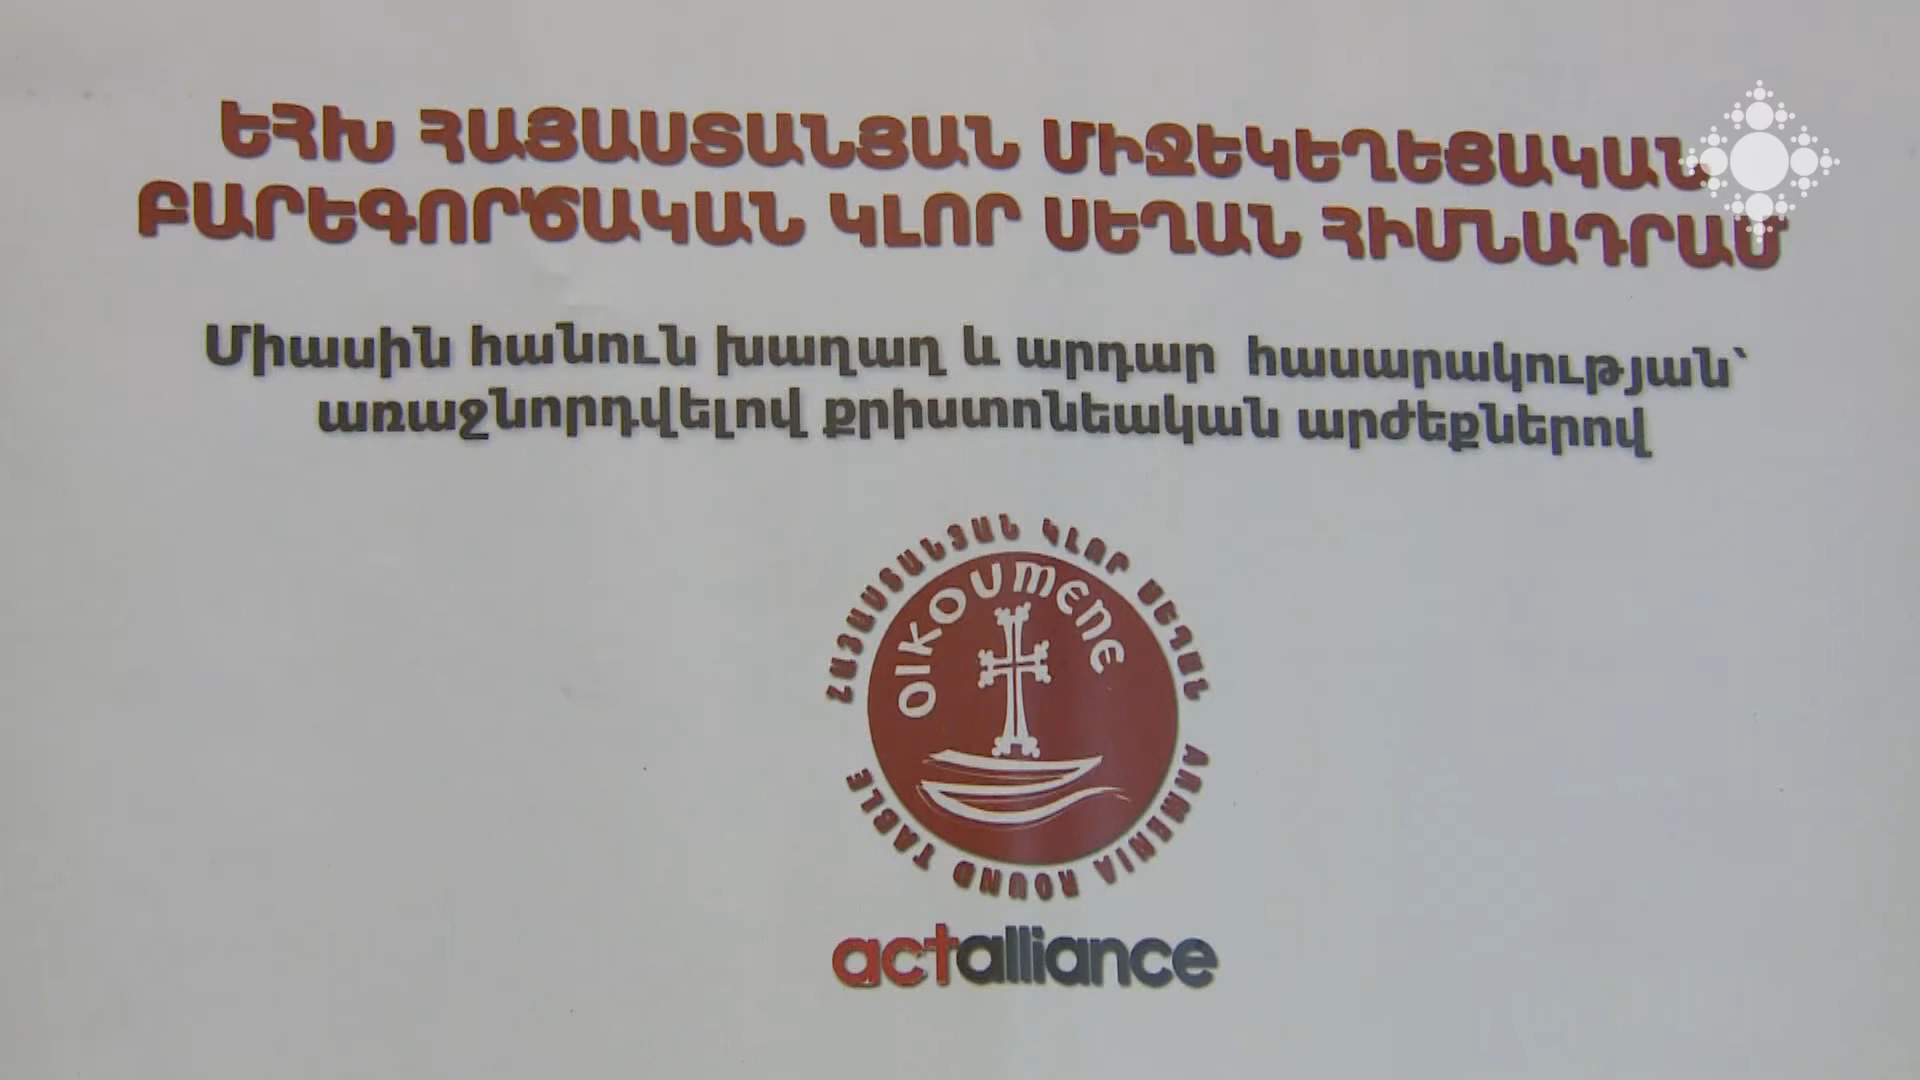 ԵՀԽ ՀԱՅԱՍՏԱՆՅԱՆ ՄԻՋԵԿԵՂԵՑԱԿԱՆ
ԲԱՐԵԳՈՐԾԱԿԱՆ ԿԼՈՐ ՍԵՂԱՆ ՀԻՄՆԱԴՐԱՄ
Միասին հանուն խաղաղ և արդար հասարակության՝
առաջնորդվելով քրիստոնեական արժեքներով
ՀԱՅԱՍՏԱՆՅԱՆ ԿԼՈՐ ՍԵՂԱՆ
OIKOUMENE
ARMENIA ROUND TABLE
actalliance